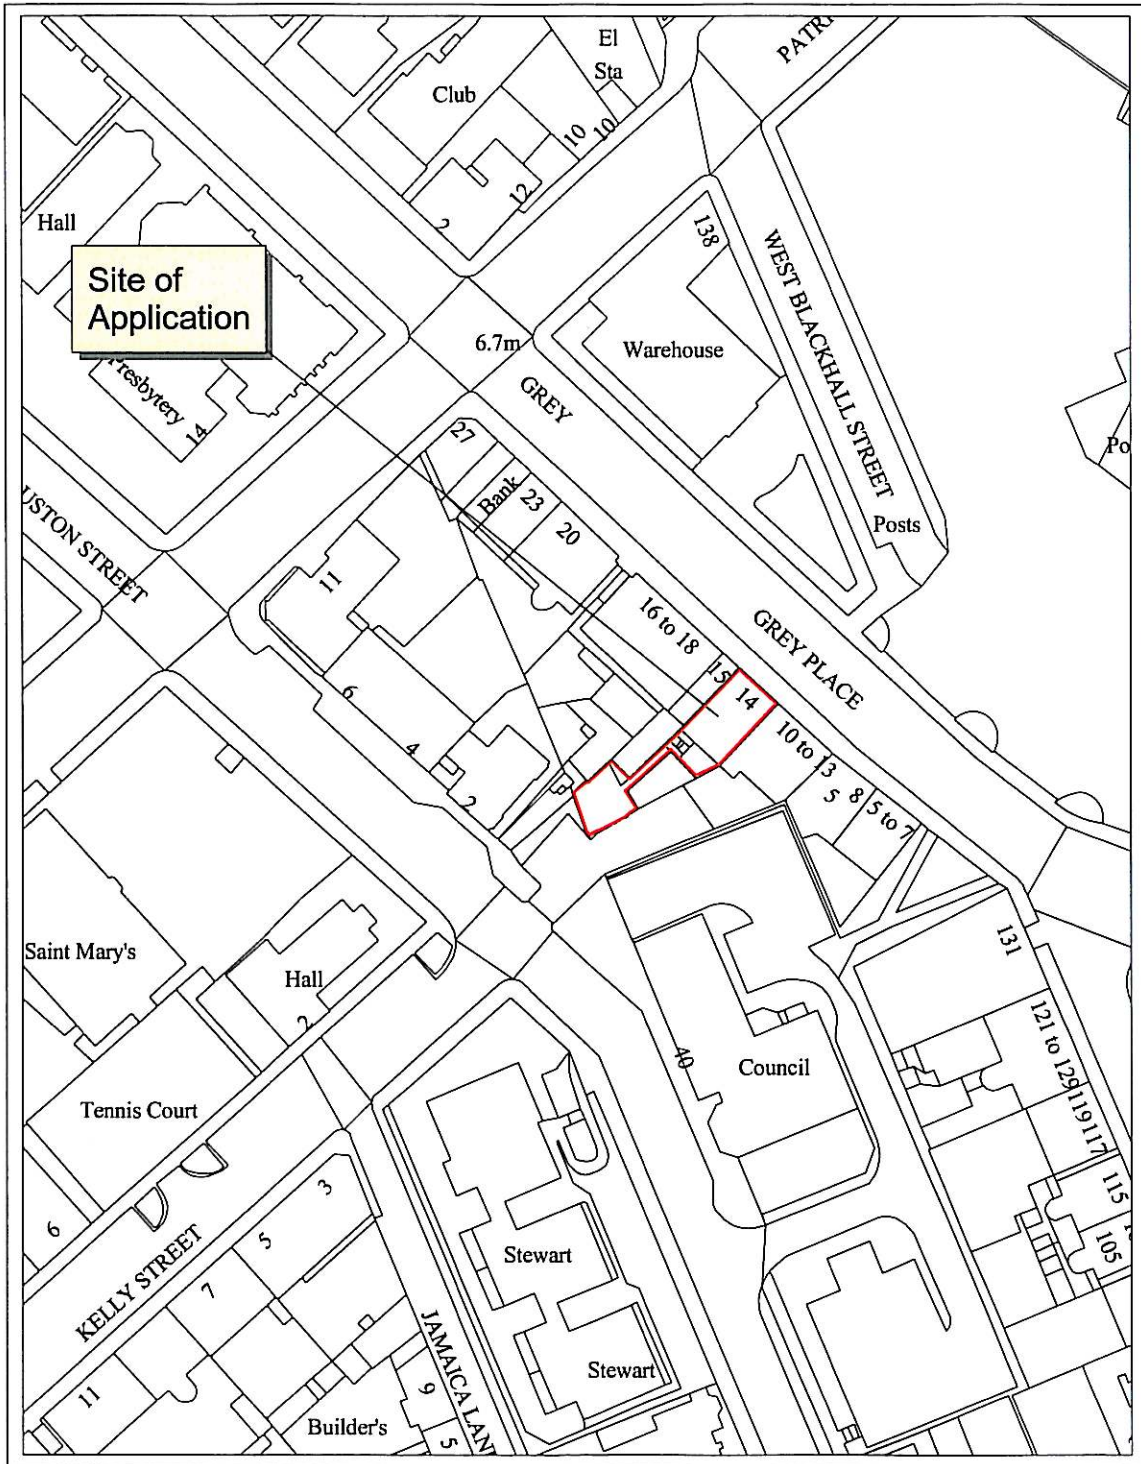 El
Sta
PATRI
Club
10
10
12
2
Hall
138
WEST BLACKHALL STREET
Site of
Application
6.7m
Warehouse
GREY
Presbytery
14
27
Bank
23
20
Po
USTON STREET
Posts
11
16 to 18
GREY PLACE
15
14
6
10 to 13
4
2
5
8
5 to 7
131
Saint Mary's
Hall
2
40
Council
121 to 129
119
117
Tennis Court
115
105
3
6
5
Stewart
7
KELLY STREET
JAMAICA LAN
Stewart
11
9
Builder's
5